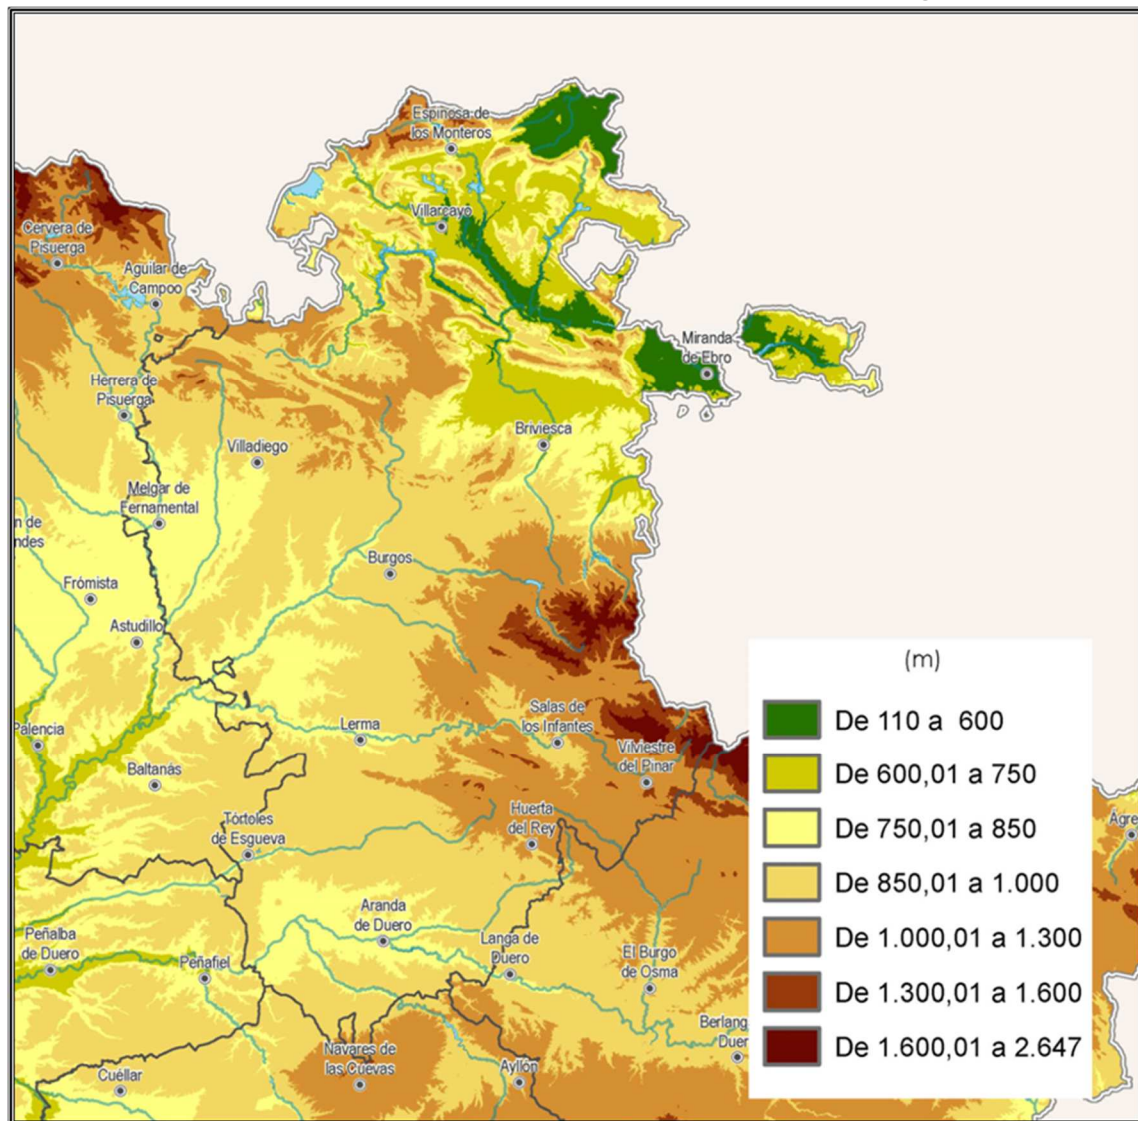 Espinosa de
los Monteros
Villarcayo
Cervera de
Pisuerga
Aguilar de
Campoo
Miranda
de Ebro
Herrera de
Pisuerga
Briviesca
Villadiego
Melgar de
Fernamental
n de
ndes
Burgos
Frómista
Astudillo
Palencia
Lerma
Salas de
los Infantes
Vilviestre
del Pinar
Baltanás
Tórtoles
de Esgueva
Huerta
del Rey
Ágre
Aranda
de Duero
Peñalba
de Duero
Peñafiel
Langa de
Duero
El Burgo
de Osma
Berlang
Duer
Navares de
las Cuevas
Ayllón
Cuéllar
(m)
De 110 a 600
De 600,01 a 750
De 750,01 a 850
De 850,01 a 1.000
De 1.000,01 a 1.300
De 1.300,01 a 1.600
De 1.600,01 a 2.647